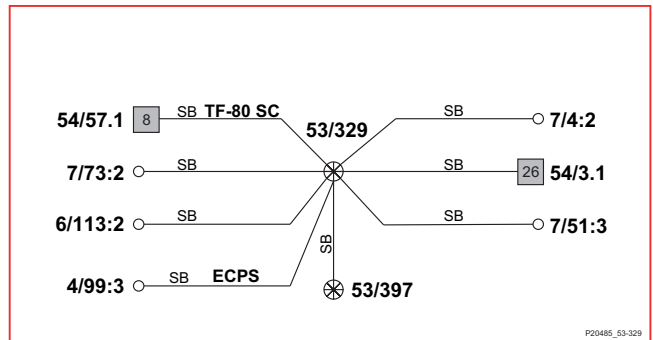 54/57.1 8 SB TF-80 SC
53/329
SB 7/4:2
7/73:2 SB
SB 26 54/3.1
6/113:2 SB
SB 7/51:3
SB
4/99:3 SB ECPS
53/397
P20485_53-329